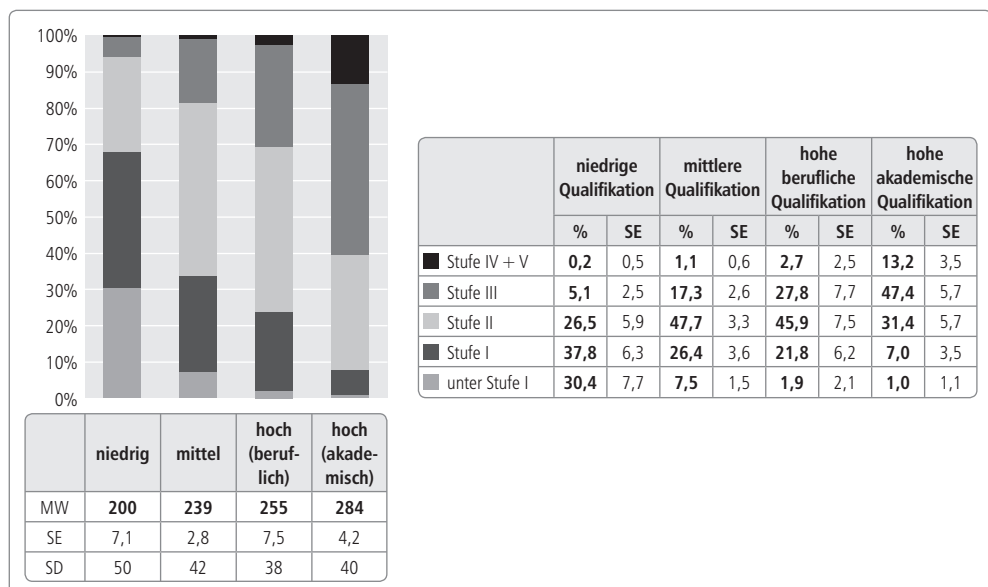 100%
90%
80%
70%
60%
50%
40%
30%
20%
10%
0%
niedrig mittel hoch (beruf-lich) hoch (akade-misch)
MW 200 239 255 284
SE 7,1 2,8 7,5 4,2
SD 50 42 38 40
niedrige Qualifikation mittlere Qualifikation hohe berufliche Qualifikation hohe akademische Qualifikation
% SE % SE % SE % SE
Stufe IV + V 0,2 0,5 1,1 0,6 2,7 2,5 13,2 3,5
Stufe III 5,1 2,5 17,3 2,6 27,8 7,7 47,4 5,7
Stufe II 26,5 5,9 47,7 3,3 45,9 7,5 31,4 5,7
Stufe I 37,8 6,3 26,4 3,6 21,8 6,2 7,0 3,5
unter Stufe I 30,4 7,7 7,5 1,5 1,9 2,1 1,0 1,1